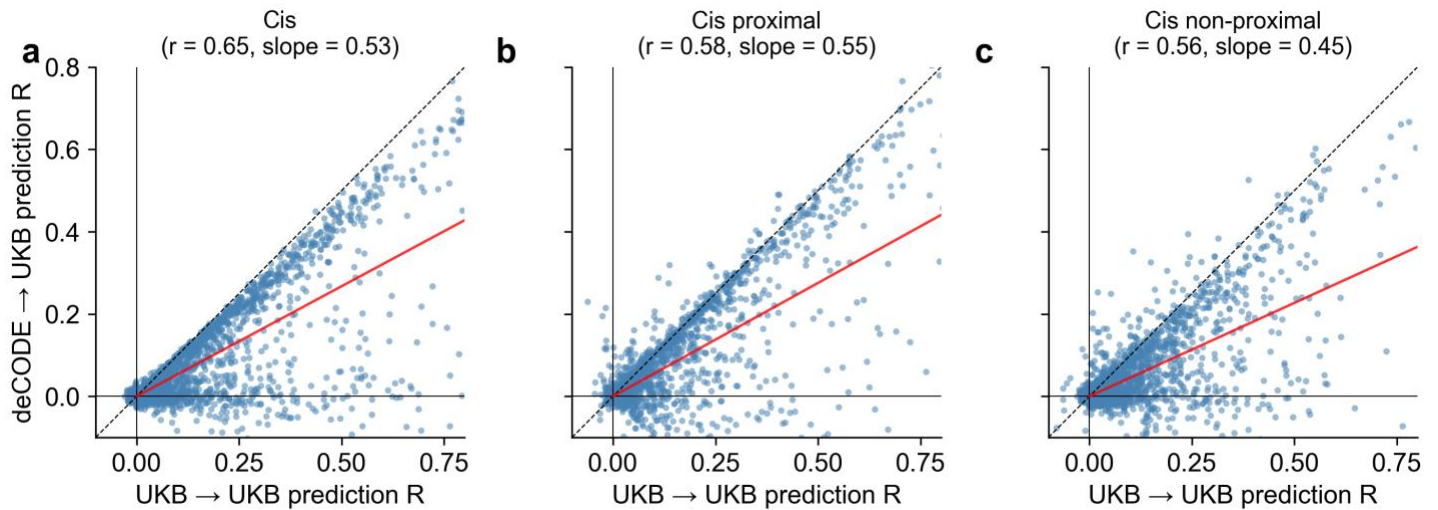 a
Cis
(r = 0.65, slope = 0.53)
deCODE → UKB prediction R
0.8
0.6
0.4
0.2
0.0
0.00 0.25 0.50 0.75
UKB → UKB prediction R
b
Cis proximal
(r = 0.58, slope = 0.55)
0.00 0.25 0.50 0.75
UKB → UKB prediction R
c
Cis non-proximal
(r = 0.56, slope = 0.45)
0.00 0.25 0.50 0.75
UKB → UKB prediction R